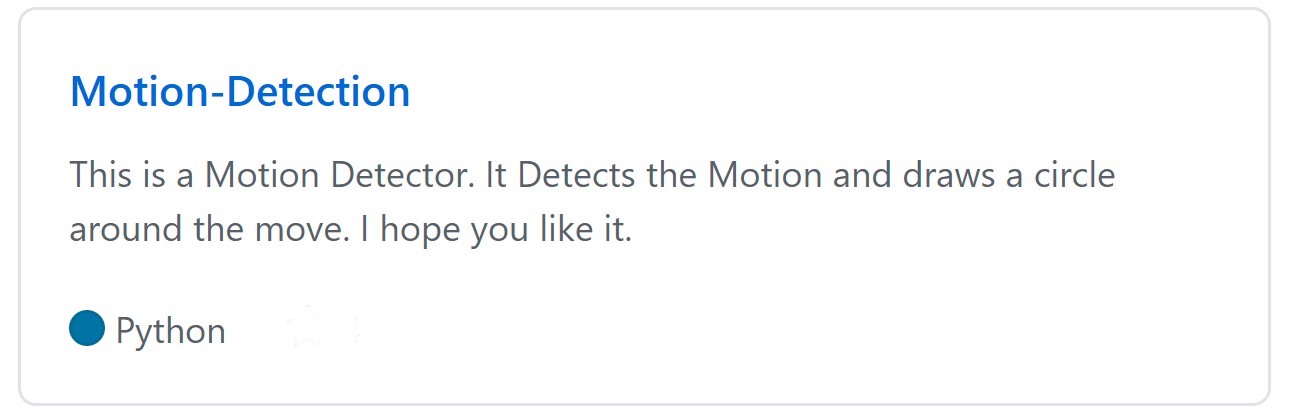 Motion-Detection
This is a Motion Detector. It Detects the Motion and draws a circle
around the move. I hope you like it.
Python